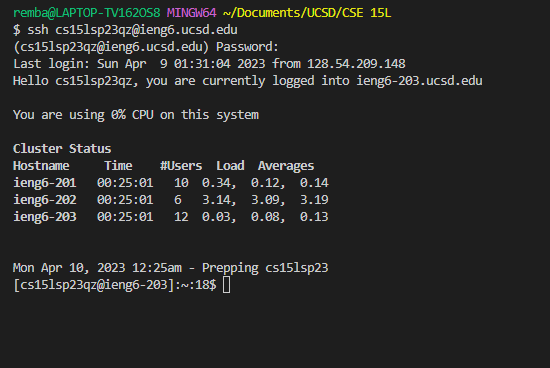 remba@LAPTOP-TV162OS8 MINGW64 ~/Documents/UCSD/CSE 15L
$ ssh cs15lsp23qz@ieng6.ucsd.edu
(cs15lsp23qz@ieng6.ucsd.edu) Password:
Last login: Sun Apr  9 01:31:04 2023 from 128.54.209.148
Hello cs15lsp23qz, you are currently logged into ieng6-203.ucsd.edu

You are using 0% CPU on this system

Cluster Status
Hostname     Time    #Users  Load  Averages
ieng6-201   00:25:01   10  0.34,  0.12,  0.14
ieng6-202   00:25:01   6   3.14,  3.09,  3.19
ieng6-203   00:25:01   12  0.03,  0.08,  0.13

Mon Apr 10, 2023 12:25am - Prepping cs15lsp23
[cs15lsp23qz@ieng6-203]:~:18$